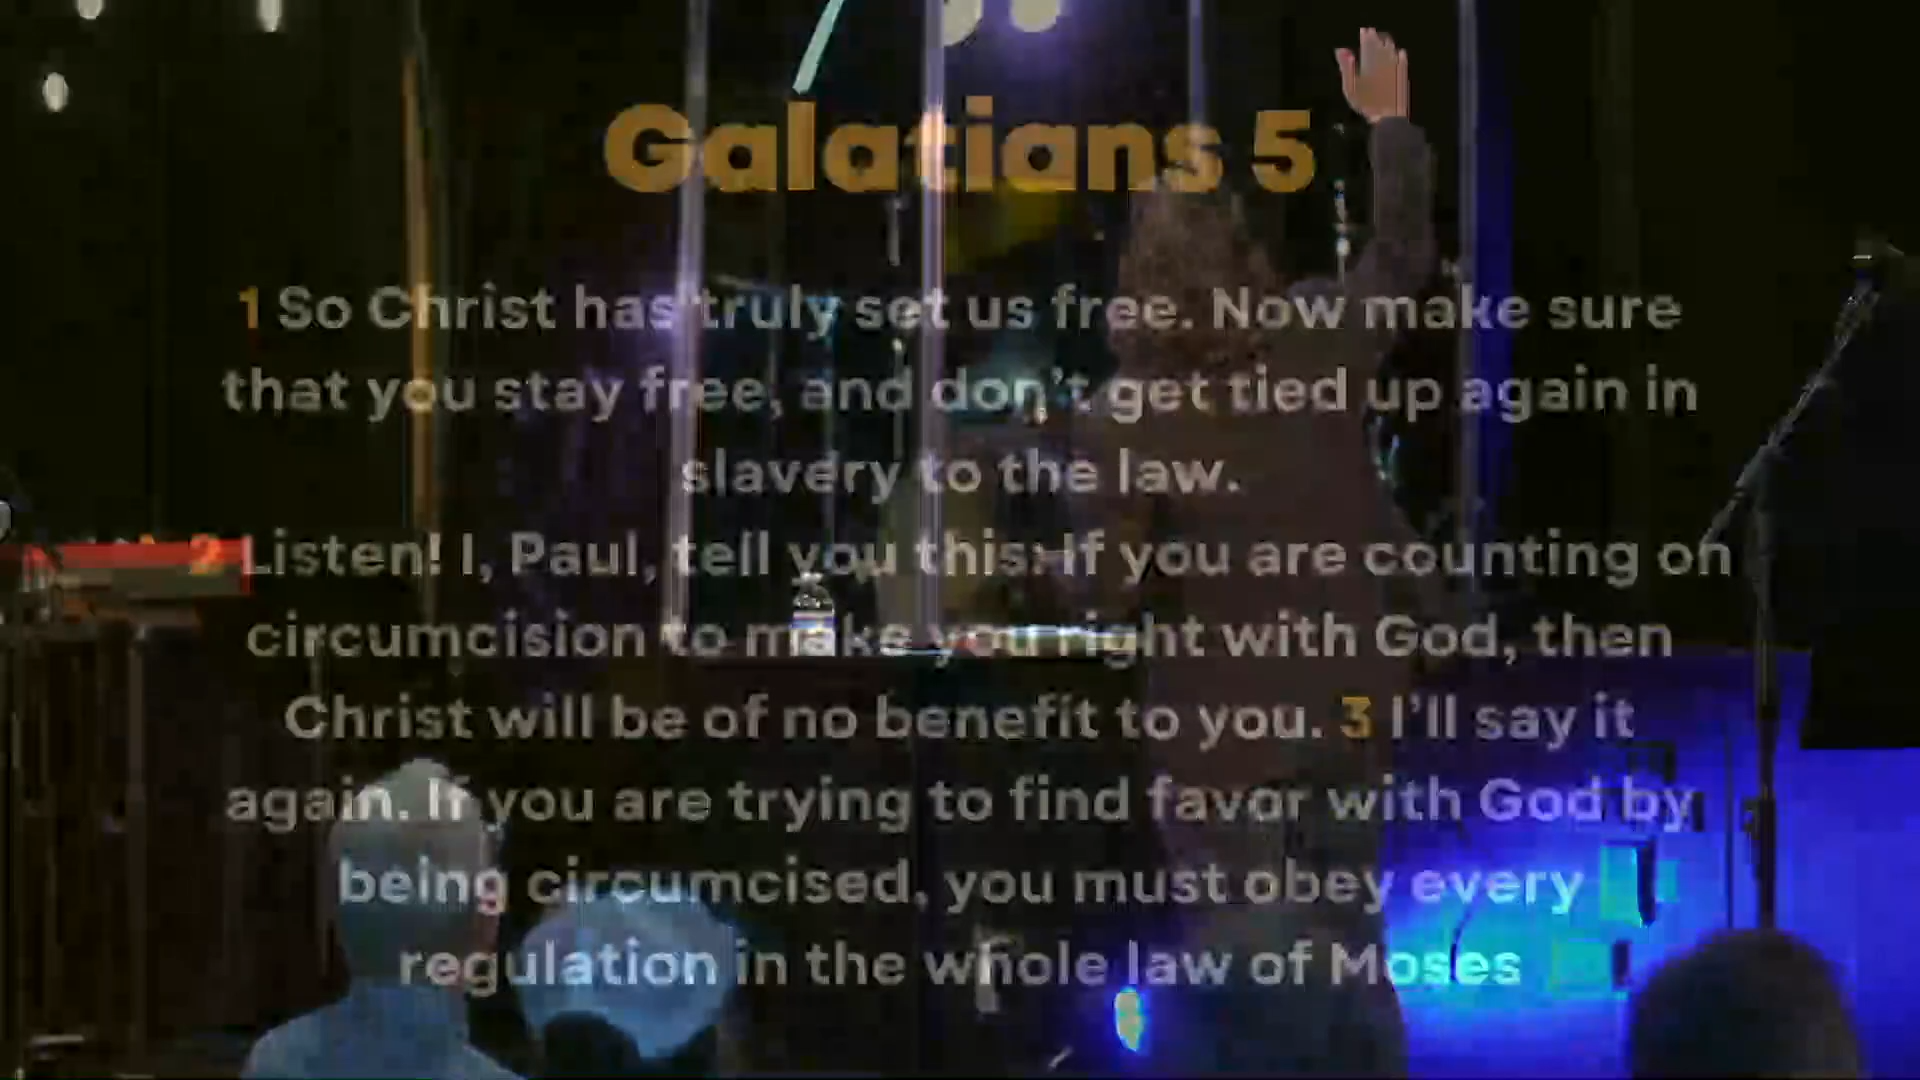 Galatians 5
1 So Christ has truly set us free. Now make sure
that you stay free, and don't get tied up again in
slavery to the law.
2 Listen! I, Paul, tell you this: If you are counting on
circumcision to make you right with God, then
Christ will be of no benefit to you. 3 I'll say it
again. If you are trying to find favor with God by
being circumcised, you must obey every
regulation in the whole law of Moses